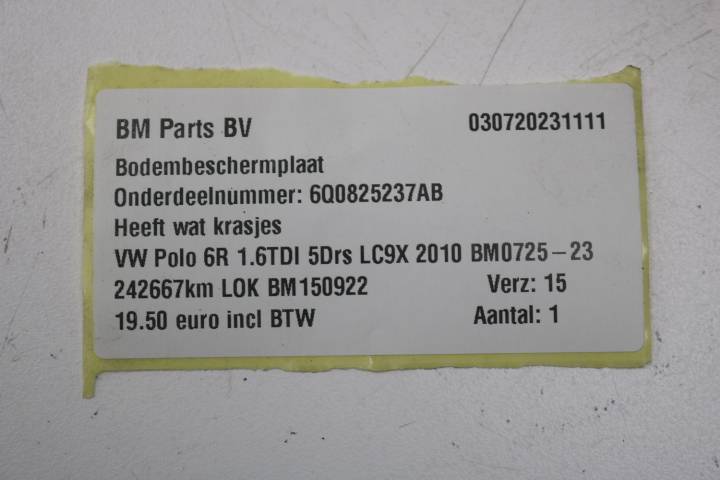 BM Parts BV 030720231111
Bodembeschermplaat
Onderdeelnummer: 6Q0825237AB
Heeft wat krasjes
VW Polo 6R 1.6TDI 5Drs LC9X 2010 BM0725-23
242667km LOK BM150922 Verz: 15
19.50 euro incl BTW Aantal: 1